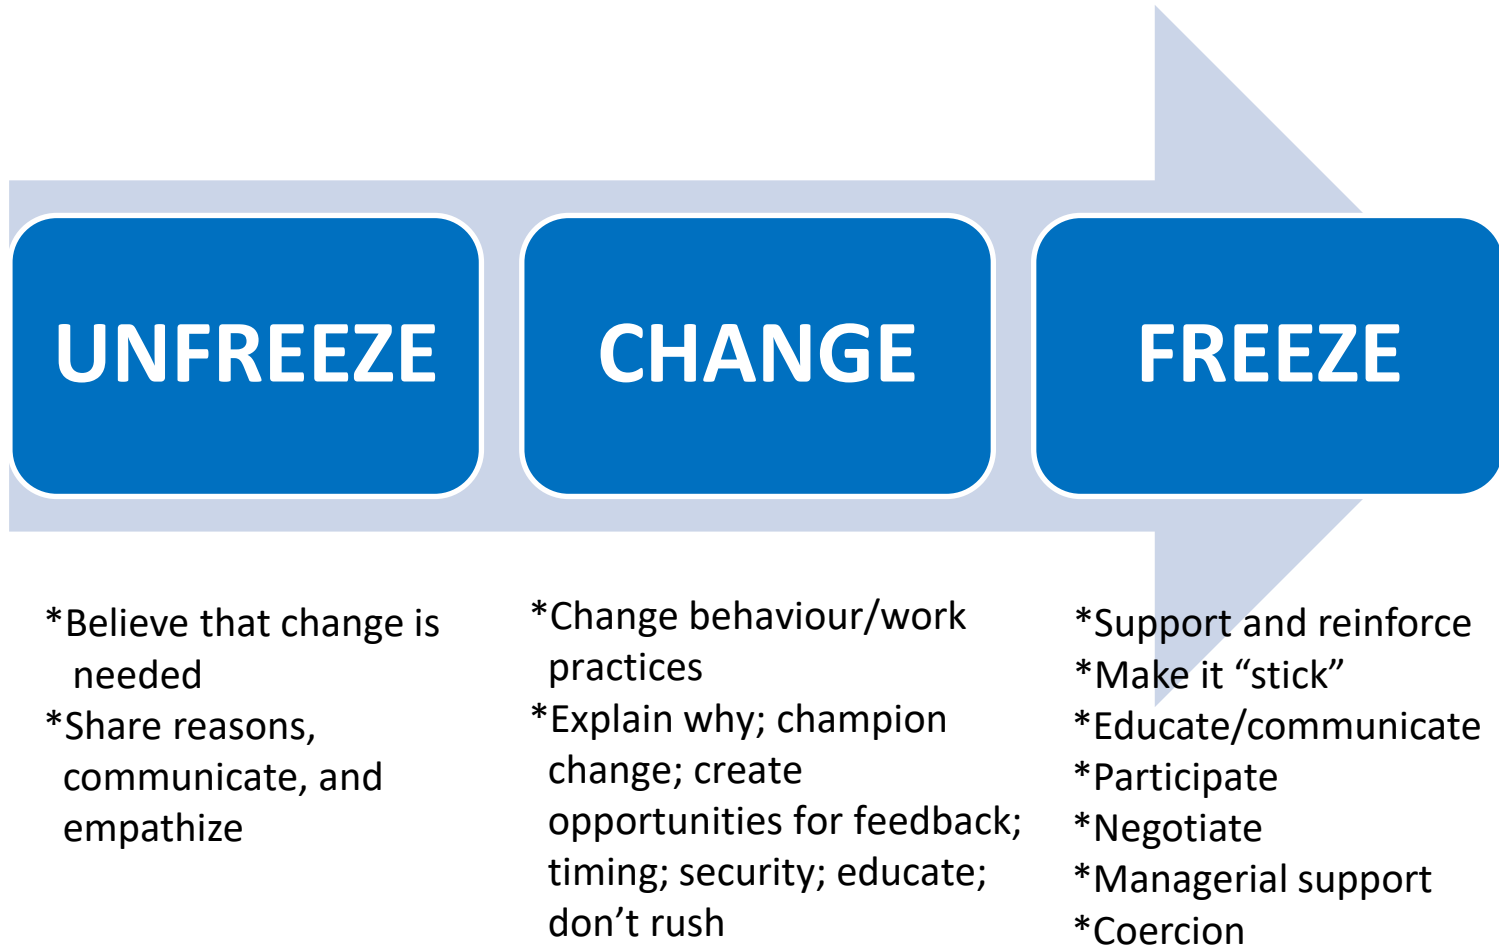 UNFREEZE
CHANGE
FREEZE
*Believe that change is
needed
*Share reasons,
communicate, and
empathize
*Change behaviour/work
practices
*Explain why; champion
change; create
opportunities for feedback;
timing; security; educate;
don’t rush
*Support and reinforce
*Make it “stick”
*Educate/communicate
*Participate
*Negotiate
*Managerial support
*Coercion